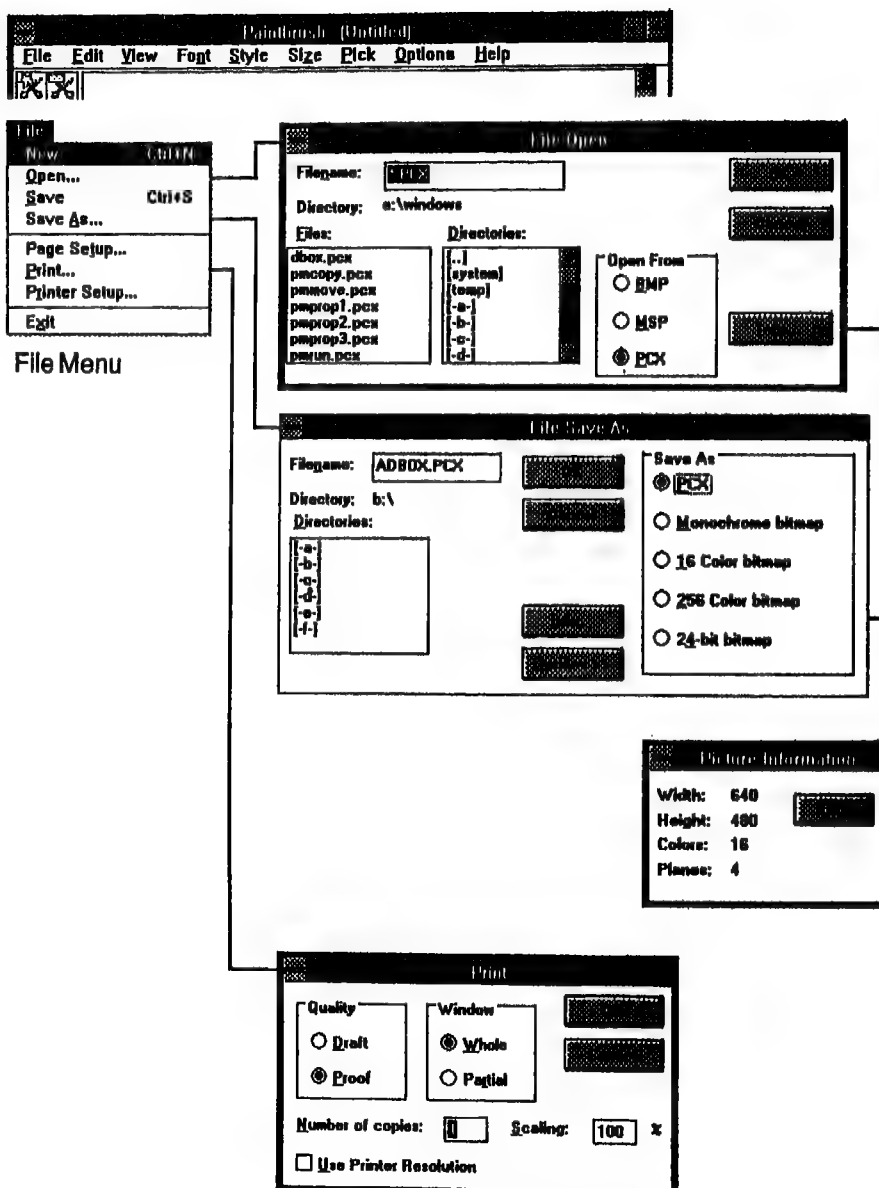 Paintbrush (Untitled)
File Edit View Font Style Size Pick Options Help
File
New Ctrl+N
Open...
Save Ctrl+S
Save As...
Page Setup...
Print...
Printer Setup...
Exit
File Menu
File Open
Filename: *.PCX
Directory: a:\windows
Files: Directories:
dbox.pcx
pmcopy.pcx
pmmove.pcx
pmprop1.pcx
pmprop2.pcx
pmprop3.pcx
pmrun.pcx
[..]
[system]
[temp]
[-a-]
[-b-]
[-c-]
[-d-]
Open From
BMP
MSP
PCX
File Save As
Filename: ADBOX.PCX
Directory: b:\
Directories:
[-a-]
[-b-]
[-c-]
[-d-]
[-e-]
[-f-]
Save As
PCX
Monochrome bitmap
16 Color bitmap
256 Color bitmap
24-bit bitmap
Picture Information
Width: 640
Height: 480
Colors: 16
Planes: 4
Print
Quality
Draft
Proof
Window
Whole
Partial
Number of copies: Scaling: 100 %
Use Printer Resolution